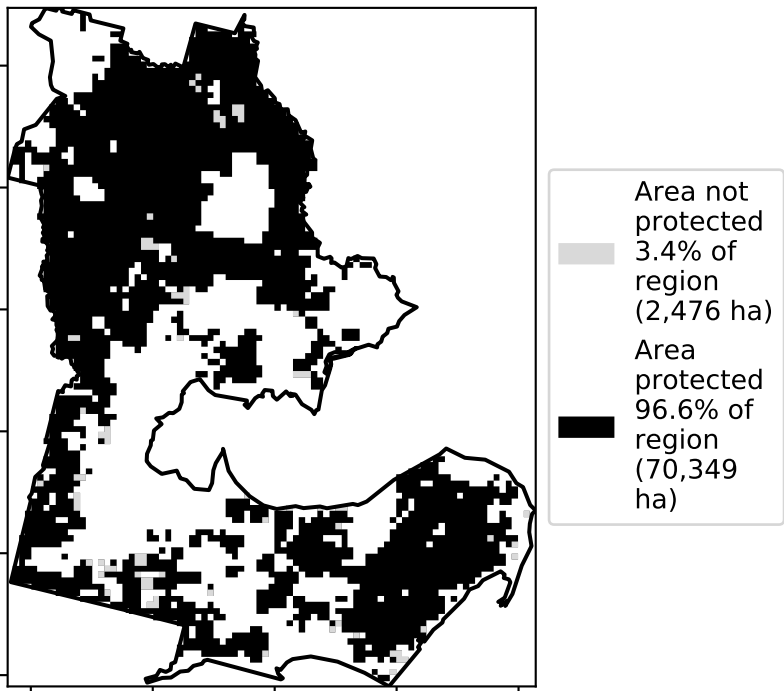 Area not
protected
3.4% of
region
(2,476 ha)
Area
protected
96.6% of
region
(70,349
ha)